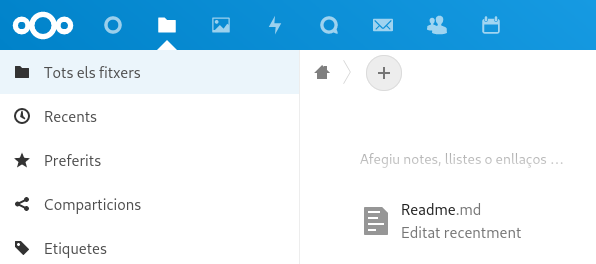 Tots els fitxers
Recents
Preferits
Comparticions
Etiquetes
Afegiu notes, llistes o enllaços …
Readme.md
Editat recentment